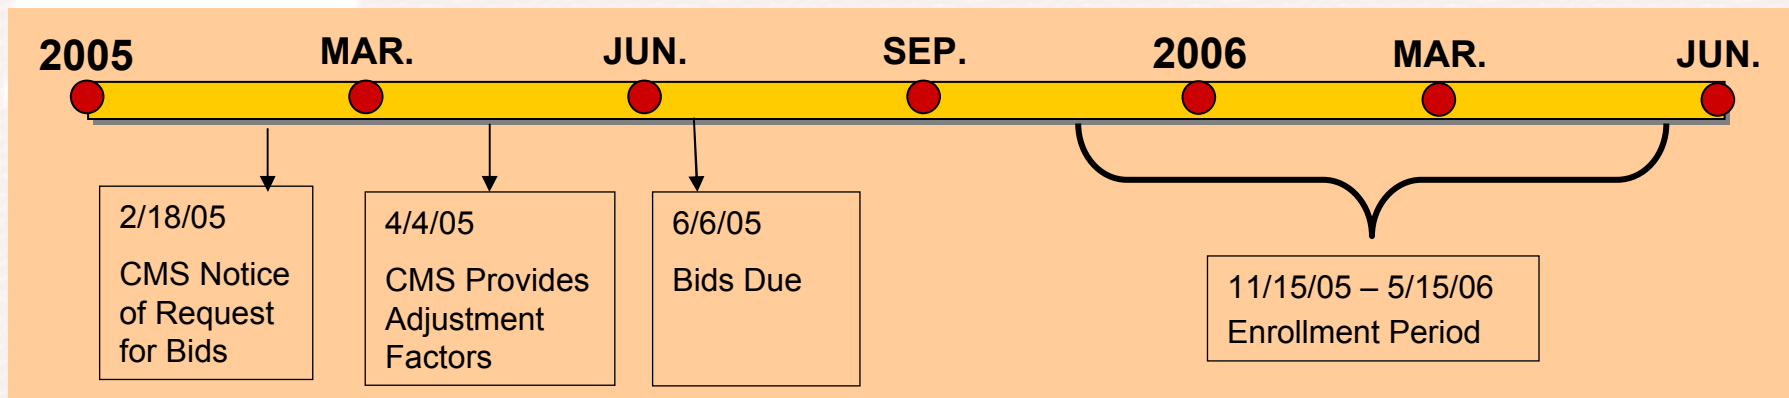 2005 MAR. JUN. SEP. 2006 MAR. JUN.
2/18/05
CMS Notice
of Request
for Bids
4/4/05
CMS Provides
Adjustment
Factors
6/6/05
Bids Due
11/15/05 – 5/15/06
Enrollment Period